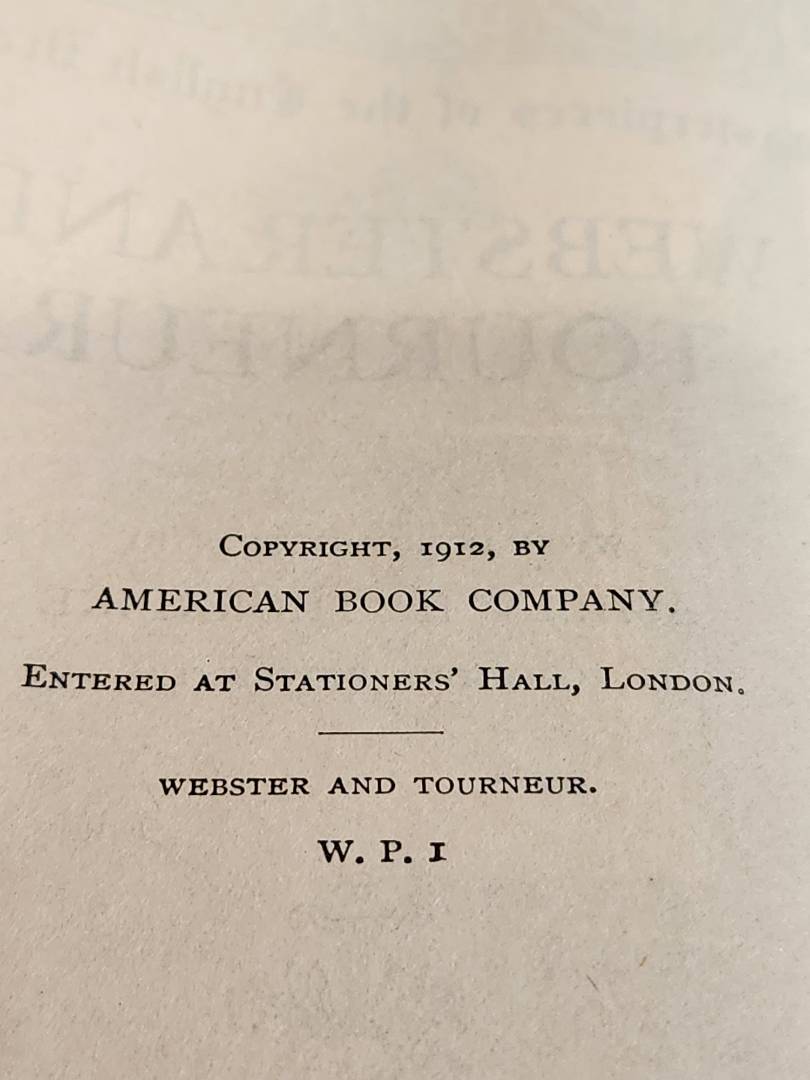 COPYRIGHT, 1912, BY
AMERICAN BOOK COMPANY.
ENTERED AT STATIONERS' HALL, LONDON.
WEBSTER AND TOURNEUR.
W. P. I